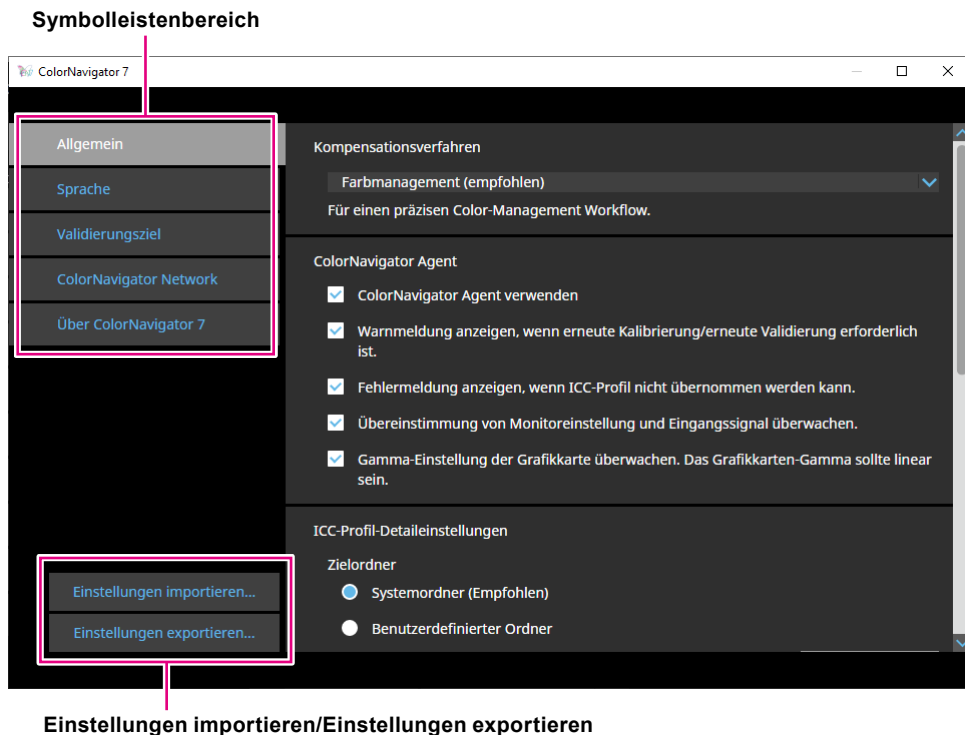 Symbolleistenbereich
ColorNavigator 7
Allgemein
Sprache
Validierungsziel
ColorNavigator Network
Über ColorNavigator 7
Kompensationsverfahren
Farbmanagement (empfohlen)
Für einen präzisen Color-Management Workflow.
ColorNavigator Agent
ColorNavigator Agent verwenden
Warnmeldung anzeigen, wenn erneute Kalibrierung/erneute Validierung erforderlich
ist.
Fehlermeldung anzeigen, wenn ICC-Profil nicht übernommen werden kann.
Übereinstimmung von Monitoreinstellung und Eingangssignal überwachen.
Gamma-Einstellung der Grafikkarte überwachen. Das Grafikkarten-Gamma sollte linear
sein.
ICC-Profil-Detaileinstellungen
Zielordner
Systemordner (Empfohlen)
Benutzerdefinierter Ordner
Einstellungen importieren...
Einstellungen exportieren...
Einstellungen importieren/Einstellungen exportieren